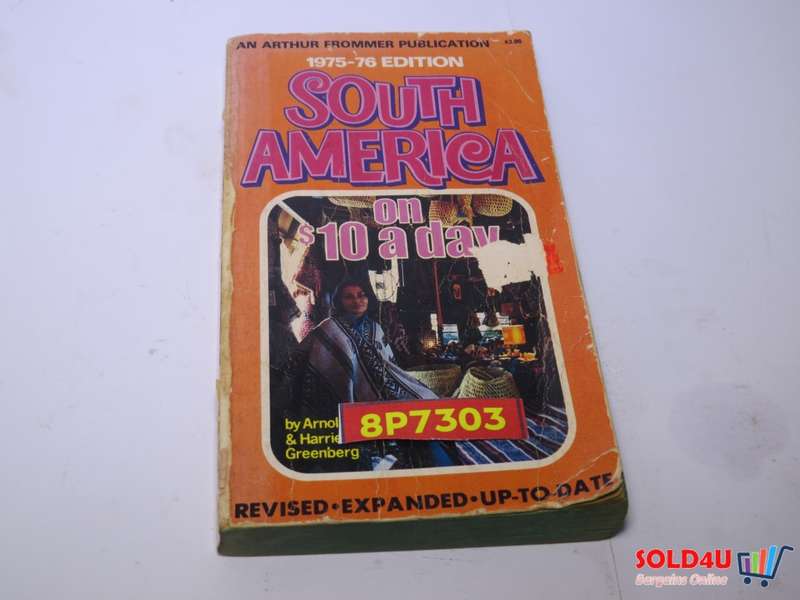 AN ARTHUR FROMMER PUBLICATION
1975-76 EDITION
SOUTH
AMERICA
on
$10 a day
by Arnol
& Harrie
Greenberg
8P7303
REVISED • EXPANDED • UP-TO-DATE
SOLD4U
Bargains Online